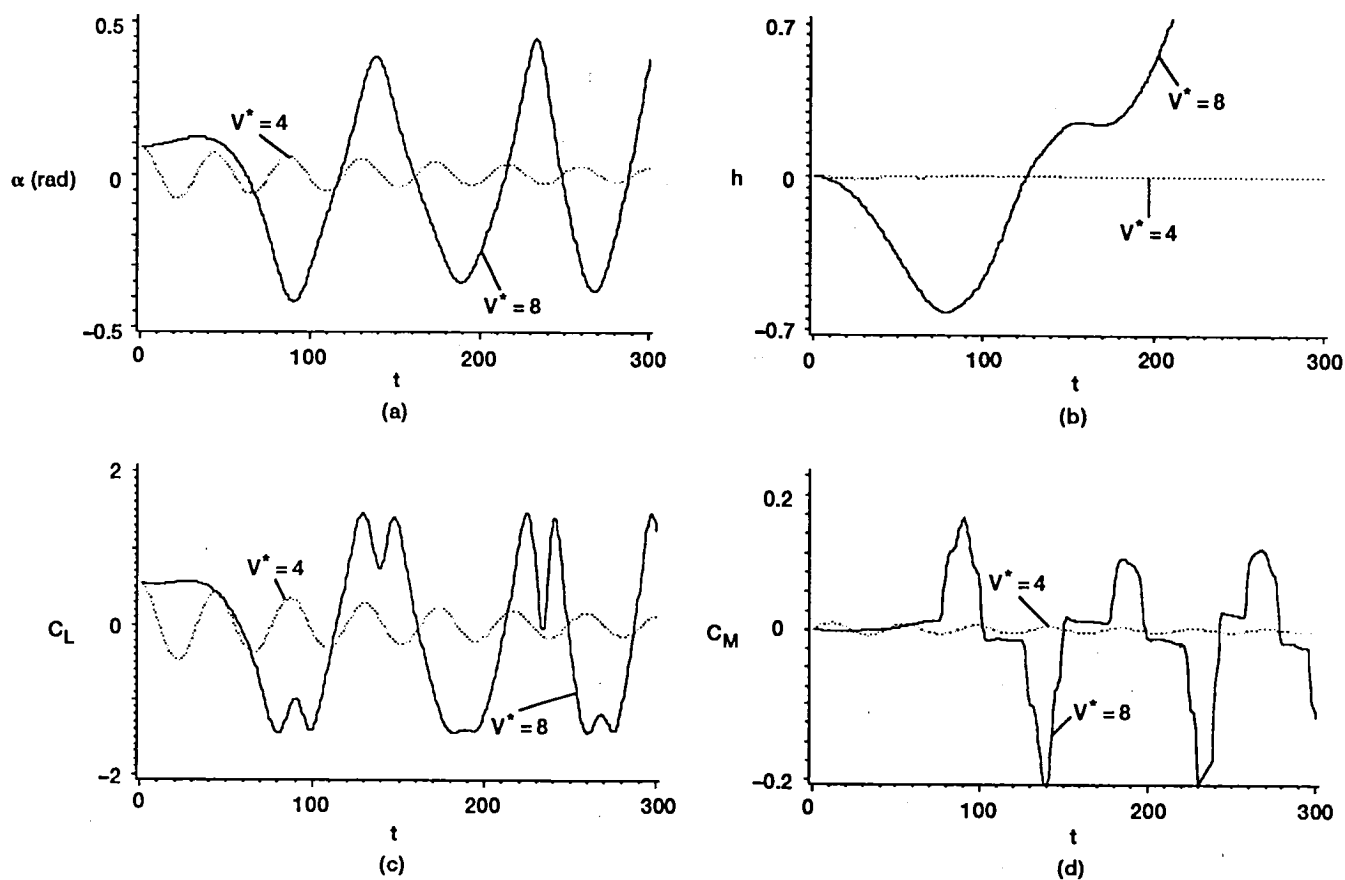 0.5
V* = 4
α (rad)
0
V* = 8
−0.5
0
100
200
300
t
(a)
0.7
V* = 8
h
0
V* = 4
−0.7
0
100
200
300
t
(b)
2
V* = 4
C_L
0
V* = 8
−2
0
100
200
300
t
(c)
0.2
V* = 4
C_M
0
V* = 8
−0.2
0
100
200
300
t
(d)